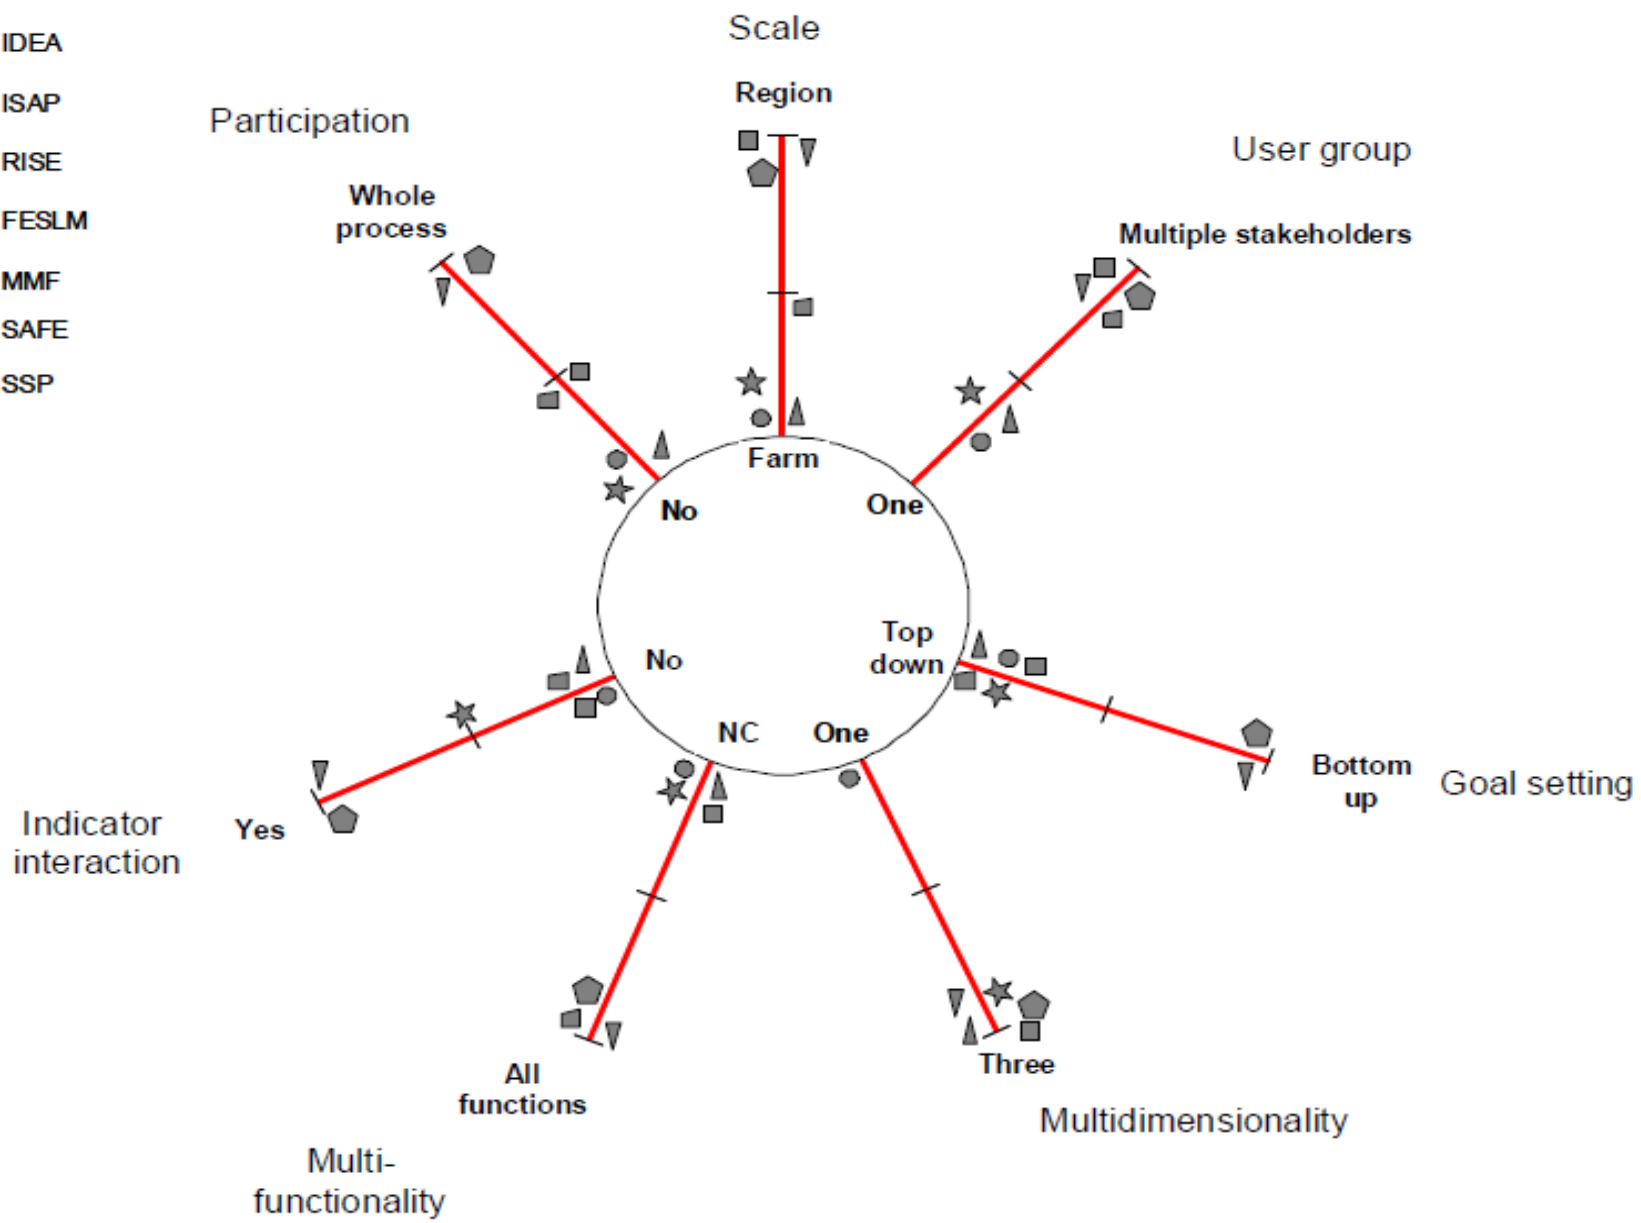 IDEA
ISAP
RISE
FESLM
MMF
SAFE
SSP
Scale
Region
Participation
Whole
process
User group
Multiple stakeholders
Farm
No
One
Top
down
No
NC
One
Bottom
up
Goal setting
Indicator
interaction
Yes
All
functions
Three
Multidimensionality
Multi-
functionality